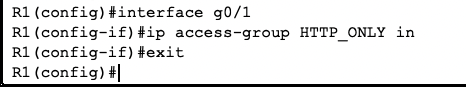 R1(config)#interface g0/1
R1(config-if)#ip access-group HTTP_ONLY in
R1(config-if)#exit
R1(config)#